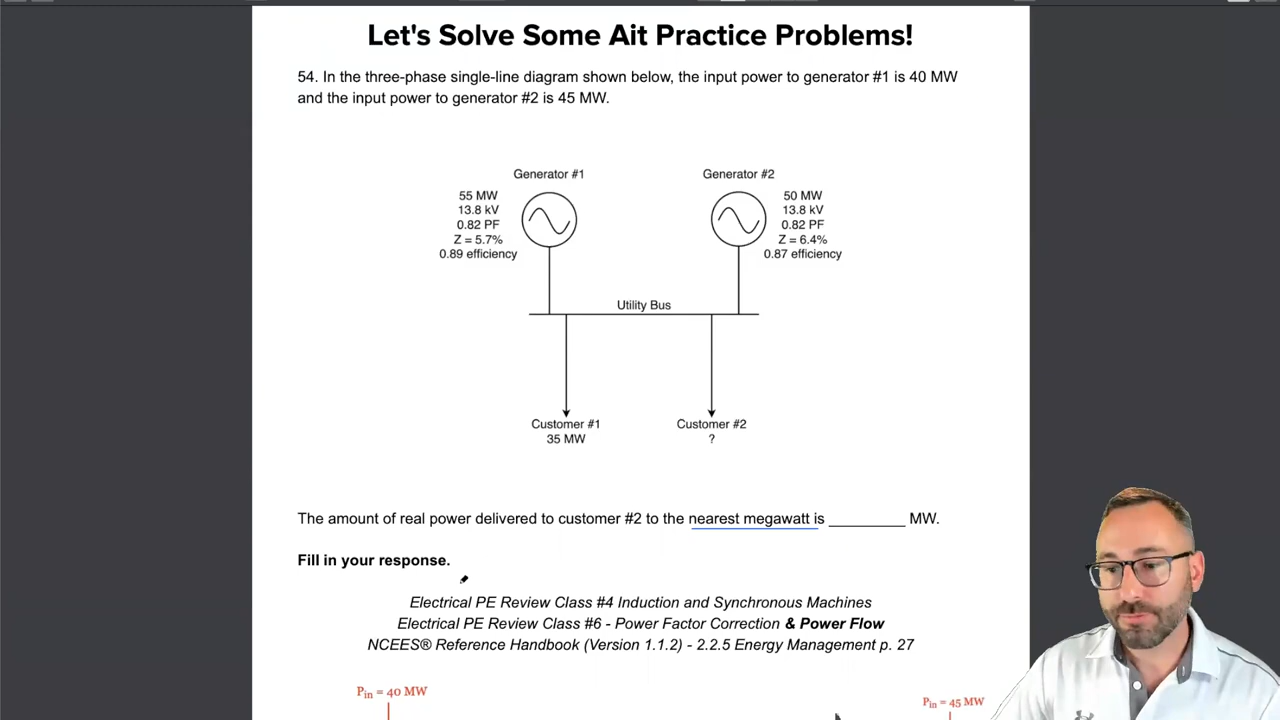 Let's Solve Some Ait Practice Problems!
54. In the three-phase single-line diagram shown below, the input power to generator #1 is 40 MW
and the input power to generator #2 is 45 MW.
Generator #1
55 MW
13.8 kV
0.82 PF
Z = 5.7%
0.89 efficiency
Generator #2
50 MW
13.8 kV
0.82 PF
Z = 6.4%
0.87 efficiency
Utility Bus
Customer #1
35 MW
Customer #2
?
The amount of real power delivered to customer #2 to the nearest megawatt is _________ MW.
Fill in your response.
Electrical PE Review Class #4 Induction and Synchronous Machines
Electrical PE Review Class #6 - Power Factor Correction & Power Flow
NCEES® Reference Handbook (Version 1.1.2) - 2.2.5 Energy Management p. 27
Pin = 40 MW
Pin = 45 MW